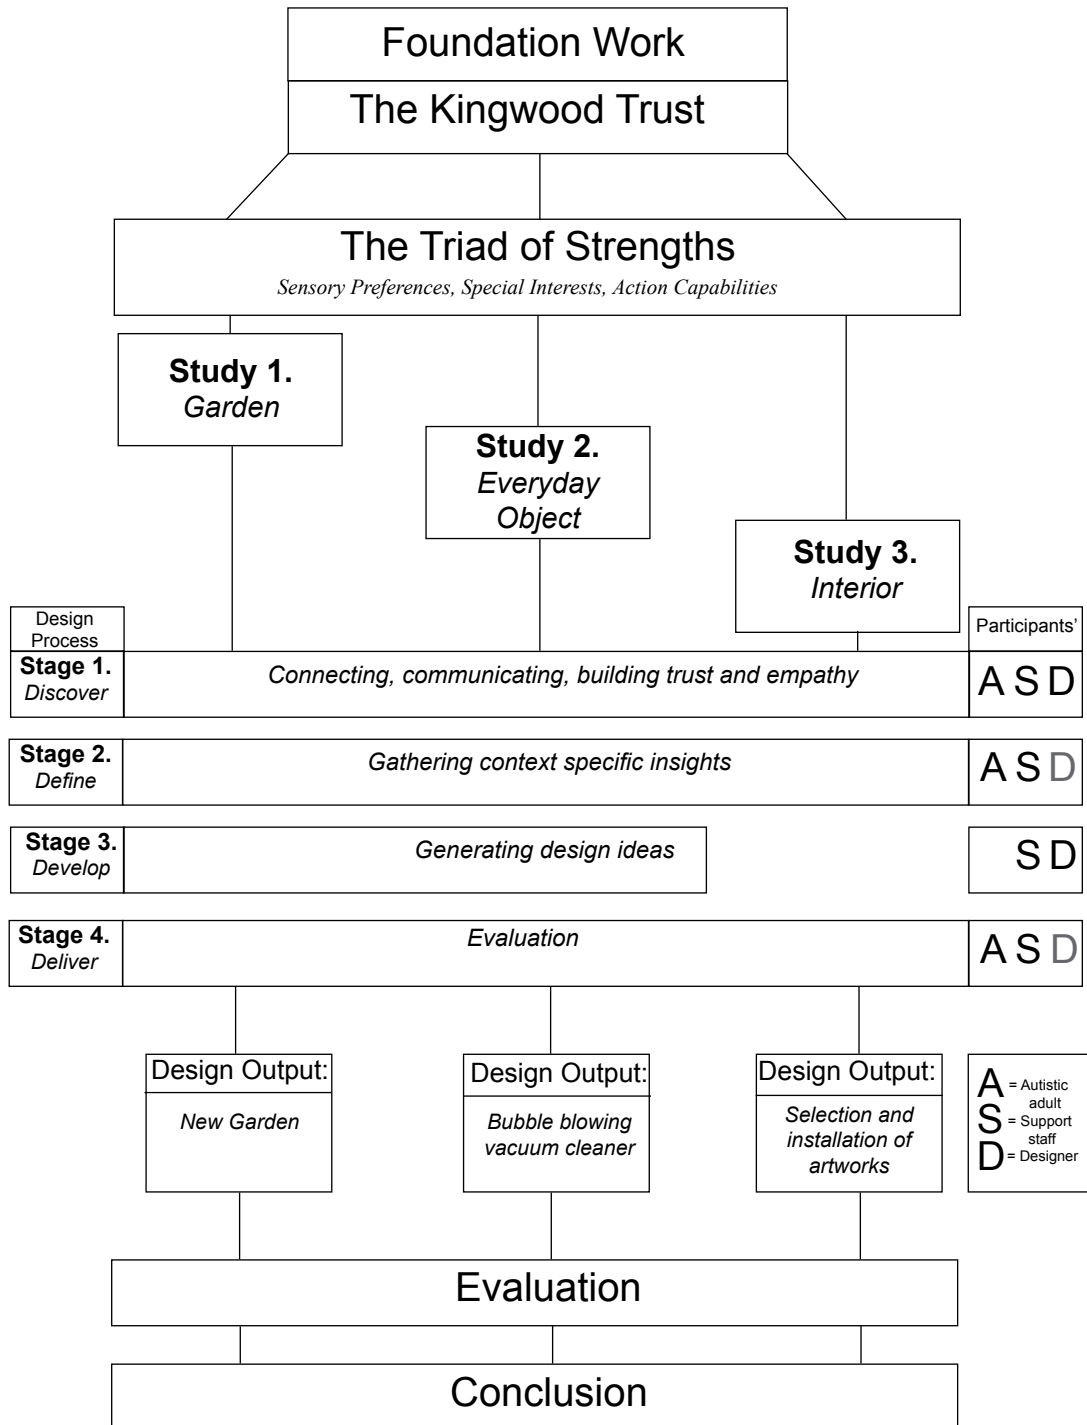 Foundation Work
The Kingwood Trust
The Triad of Strengths
Sensory Preferences, Special Interests, Action Capabilities
Study 1.
Garden
Study 2.
Everyday
Object
Study 3.
Interior
Design
Process
Participants'
Stage 1.
Discover
Connecting, communicating, building trust and empathy
A S D
Stage 2.
Define
Gathering context specific insights
A S D
Stage 3.
Develop
Generating design ideas
S D
Stage 4.
Deliver
Evaluation
A S D
Design Output:
New Garden
Design Output:
Bubble blowing
vacuum cleaner
Design Output:
Selection and
installation of
artworks
A = Autistic
adult
S = Support
staff
D = Designer
Evaluation
Conclusion